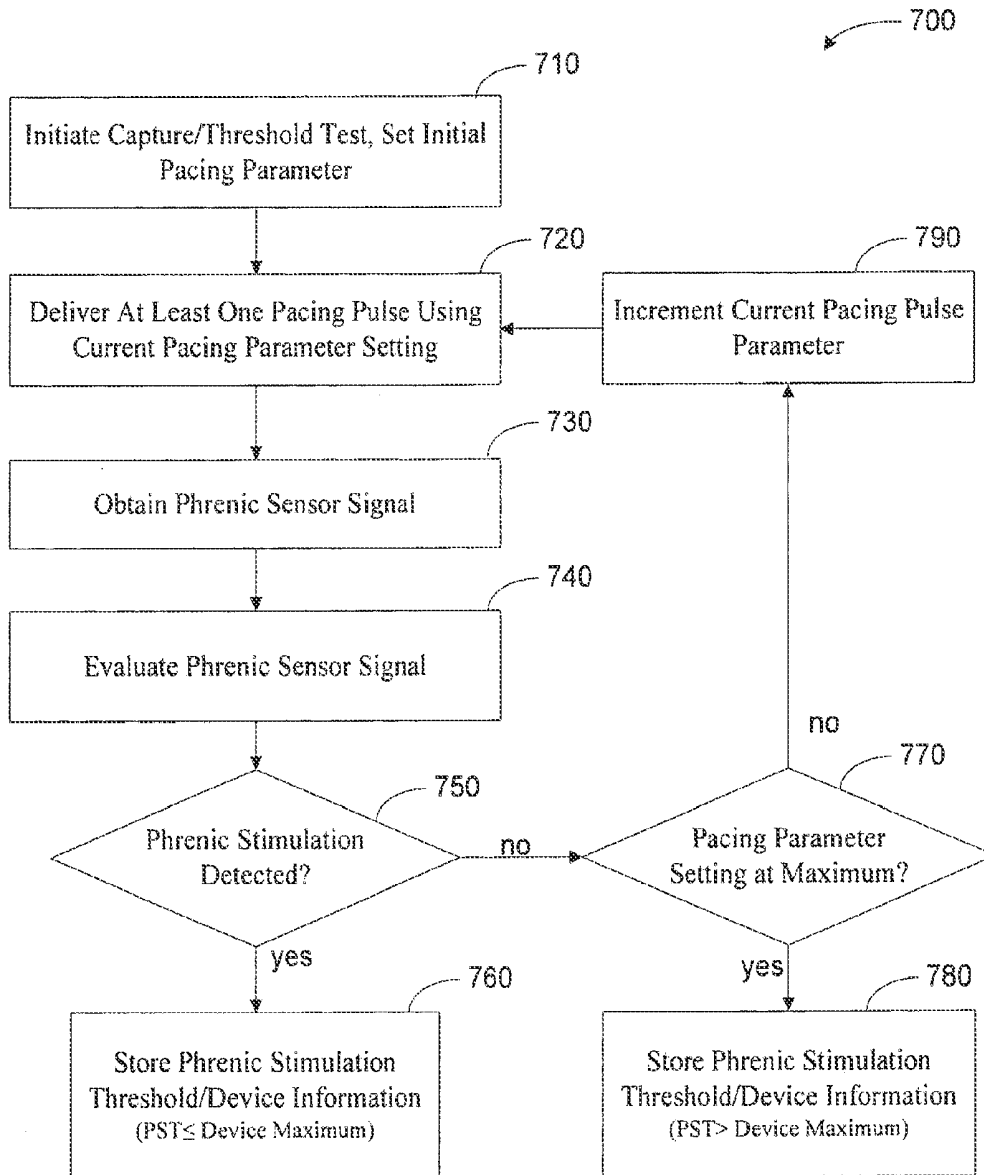 700
710
Initiate Capture/Threshold Test, Set Initial
Pacing Parameter
720
Deliver At Least One Pacing Pulse Using
Current Pacing Parameter Setting
790
Increment Current Pacing Pulse
Parameter
730
Obtain Phrenic Sensor Signal
740
Evaluate Phrenic Sensor Signal
750
Phrenic Stimulation
Detected?
no
770
no
Pacing Parameter
Setting at Maximum?
yes
760
Store Phrenic Stimulation
Threshold/Device Information
(PST≤ Device Maximum)
yes
780
Store Phrenic Stimulation
Threshold/Device Information
(PST> Device Maximum)